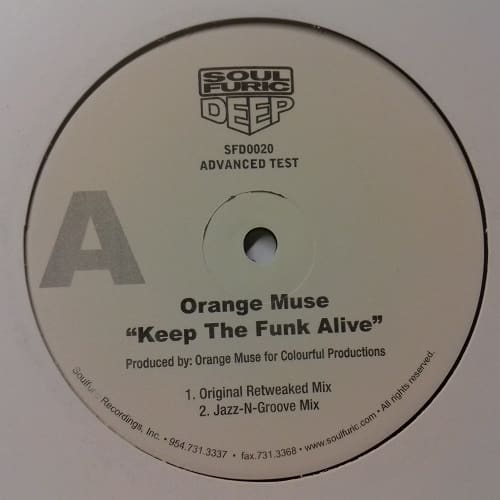 SOUL
FURIC
DEEP
SFD0020
ADVANCED TEST
A
Orange Muse
“Keep The Funk Alive”
Produced by: Orange Muse for Colourful Productions
1. Original Retweaked Mix
2. Jazz-N-Groove Mix
Recordings, Inc. • 954.731.3337 • fax.731.3368 • www.soulfuric.com • All rights reserved.